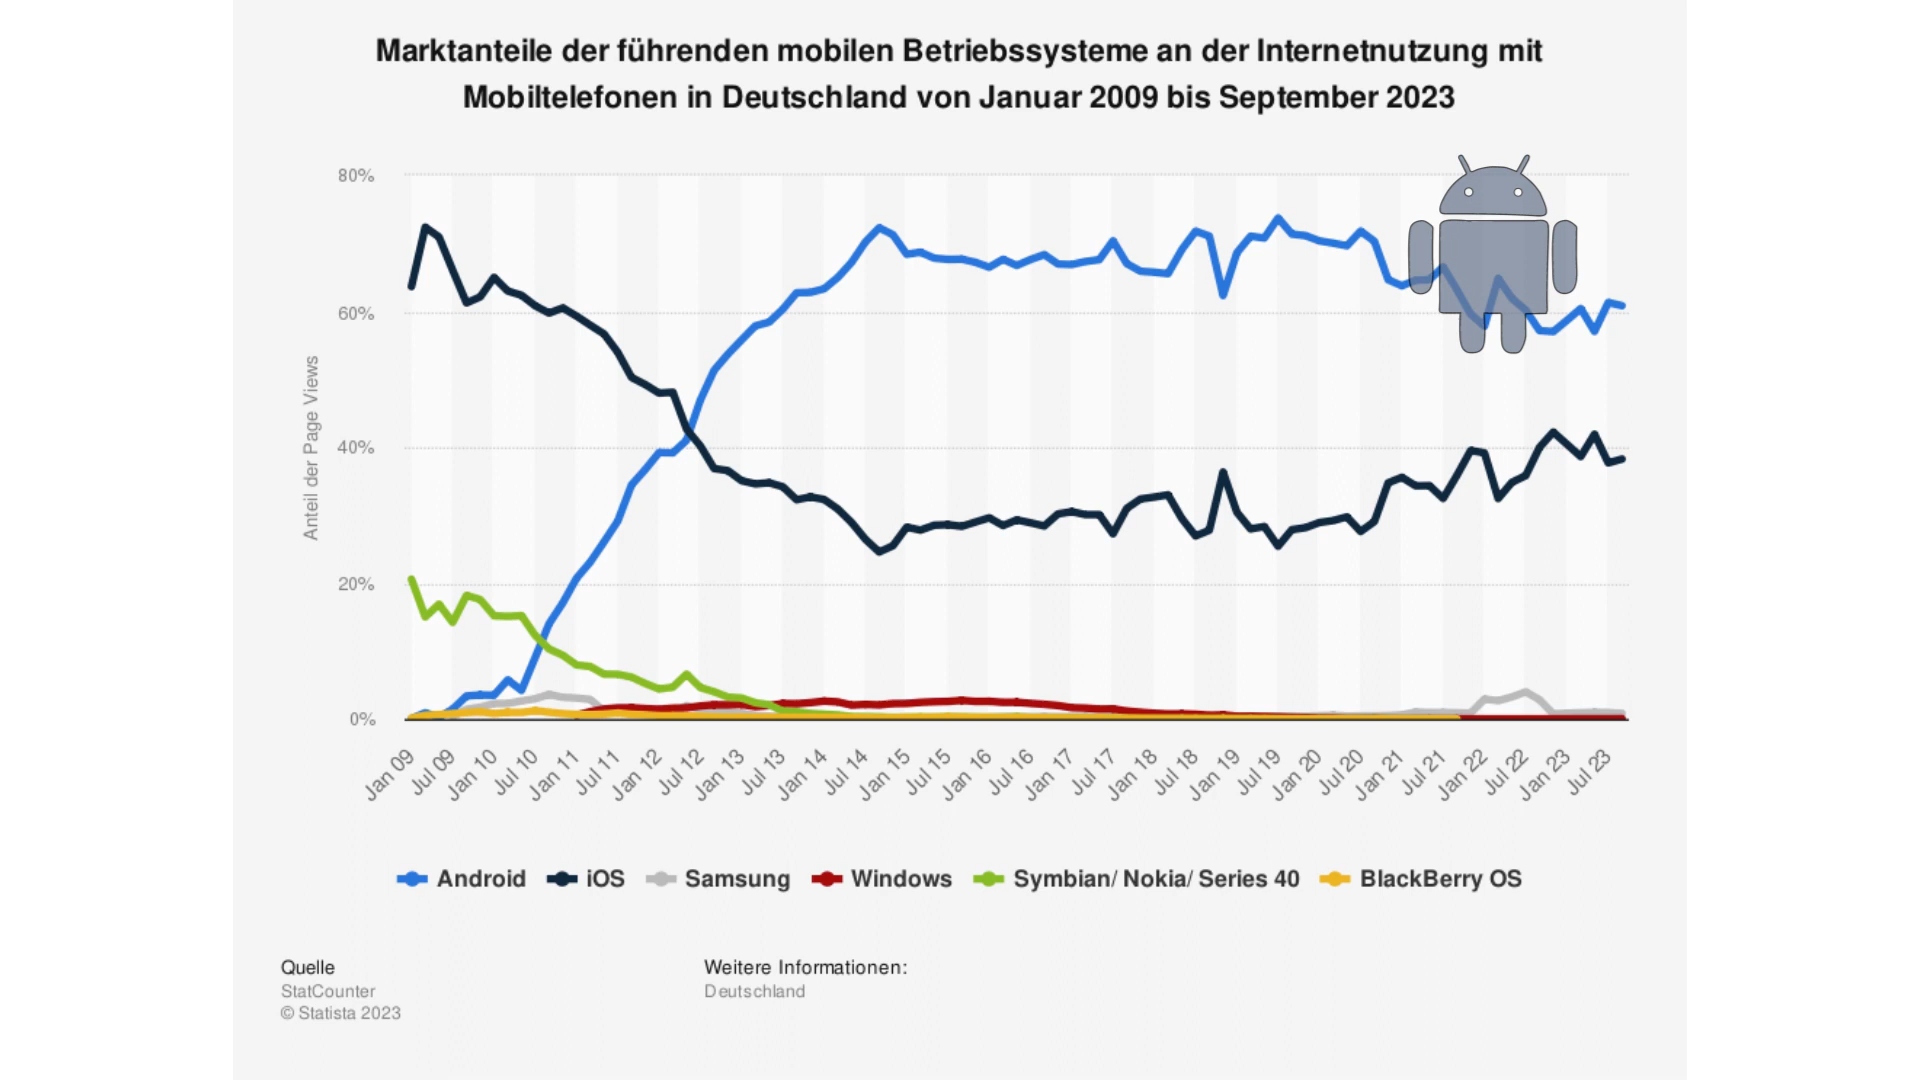 Marktanteile der führenden mobilen Betriebssysteme an der Internetnutzung mit
Mobiltelefonen in Deutschland von Januar 2009 bis September 2023
Anteil der Page Views
80%
60%
40%
20%
0%
Jan 09
Jul 09
Jan 10
Jul 10
Jan 11
Jul 11
Jan 12
Jul 12
Jan 13
Jul 13
Jan 14
Jul 14
Jan 15
Jul 15
Jan 16
Jul 16
Jan 17
Jul 17
Jan 18
Jul 18
Jan 19
Jul 19
Jan 20
Jul 20
Jan 21
Jul 21
Jan 22
Jul 22
Jan 23
Jul 23
Android iOS Samsung Windows Symbian/ Nokia/ Series 40 BlackBerry OS
Quelle
StatCounter
© Statista 2023
Weitere Informationen:
Deutschland